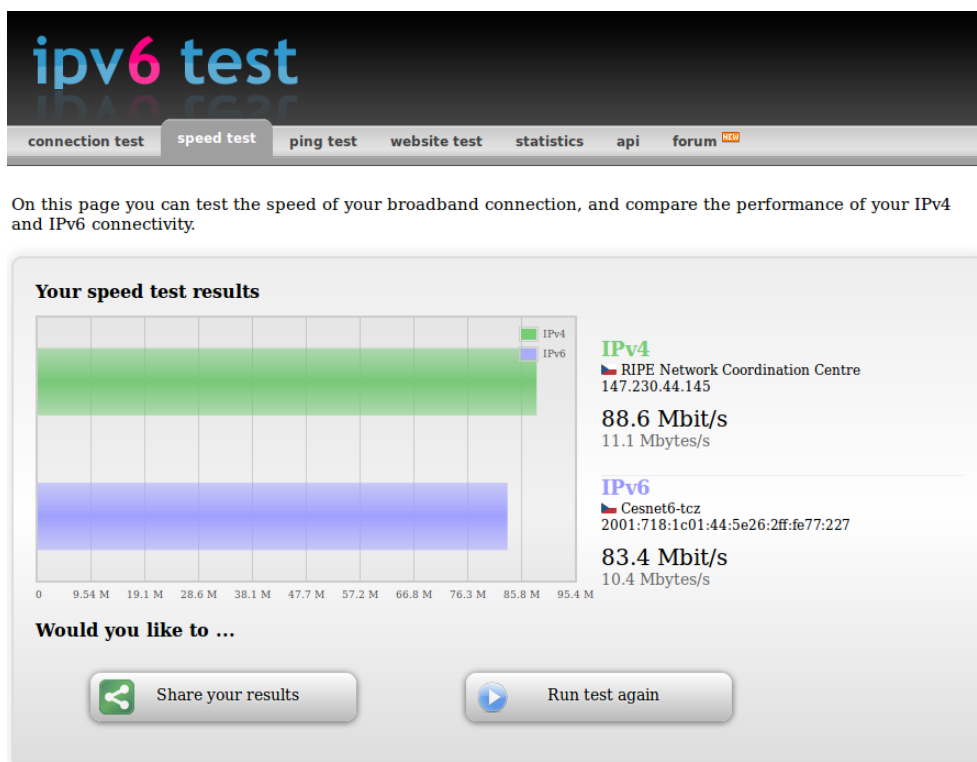 ipv6 test
connection test speed test ping test website test statistics api forum NEW
On this page you can test the speed of your broadband connection, and compare the performance of your IPv4
and IPv6 connectivity.
Your speed test results
IPv4
IPv6
0 9.54 M 19.1 M 28.6 M 38.1 M 47.7 M 57.2 M 66.8 M 76.3 M 85.8 M 95.4 M
IPv4
RIPE Network Coordination Centre
147.230.44.145
88.6 Mbit/s
11.1 Mbytes/s
IPv6
Cesnet6-tcz
2001:718:1c01:44:5e26:2ff:fe77:227
83.4 Mbit/s
10.4 Mbytes/s
Would you like to ...
Share your results
Run test again